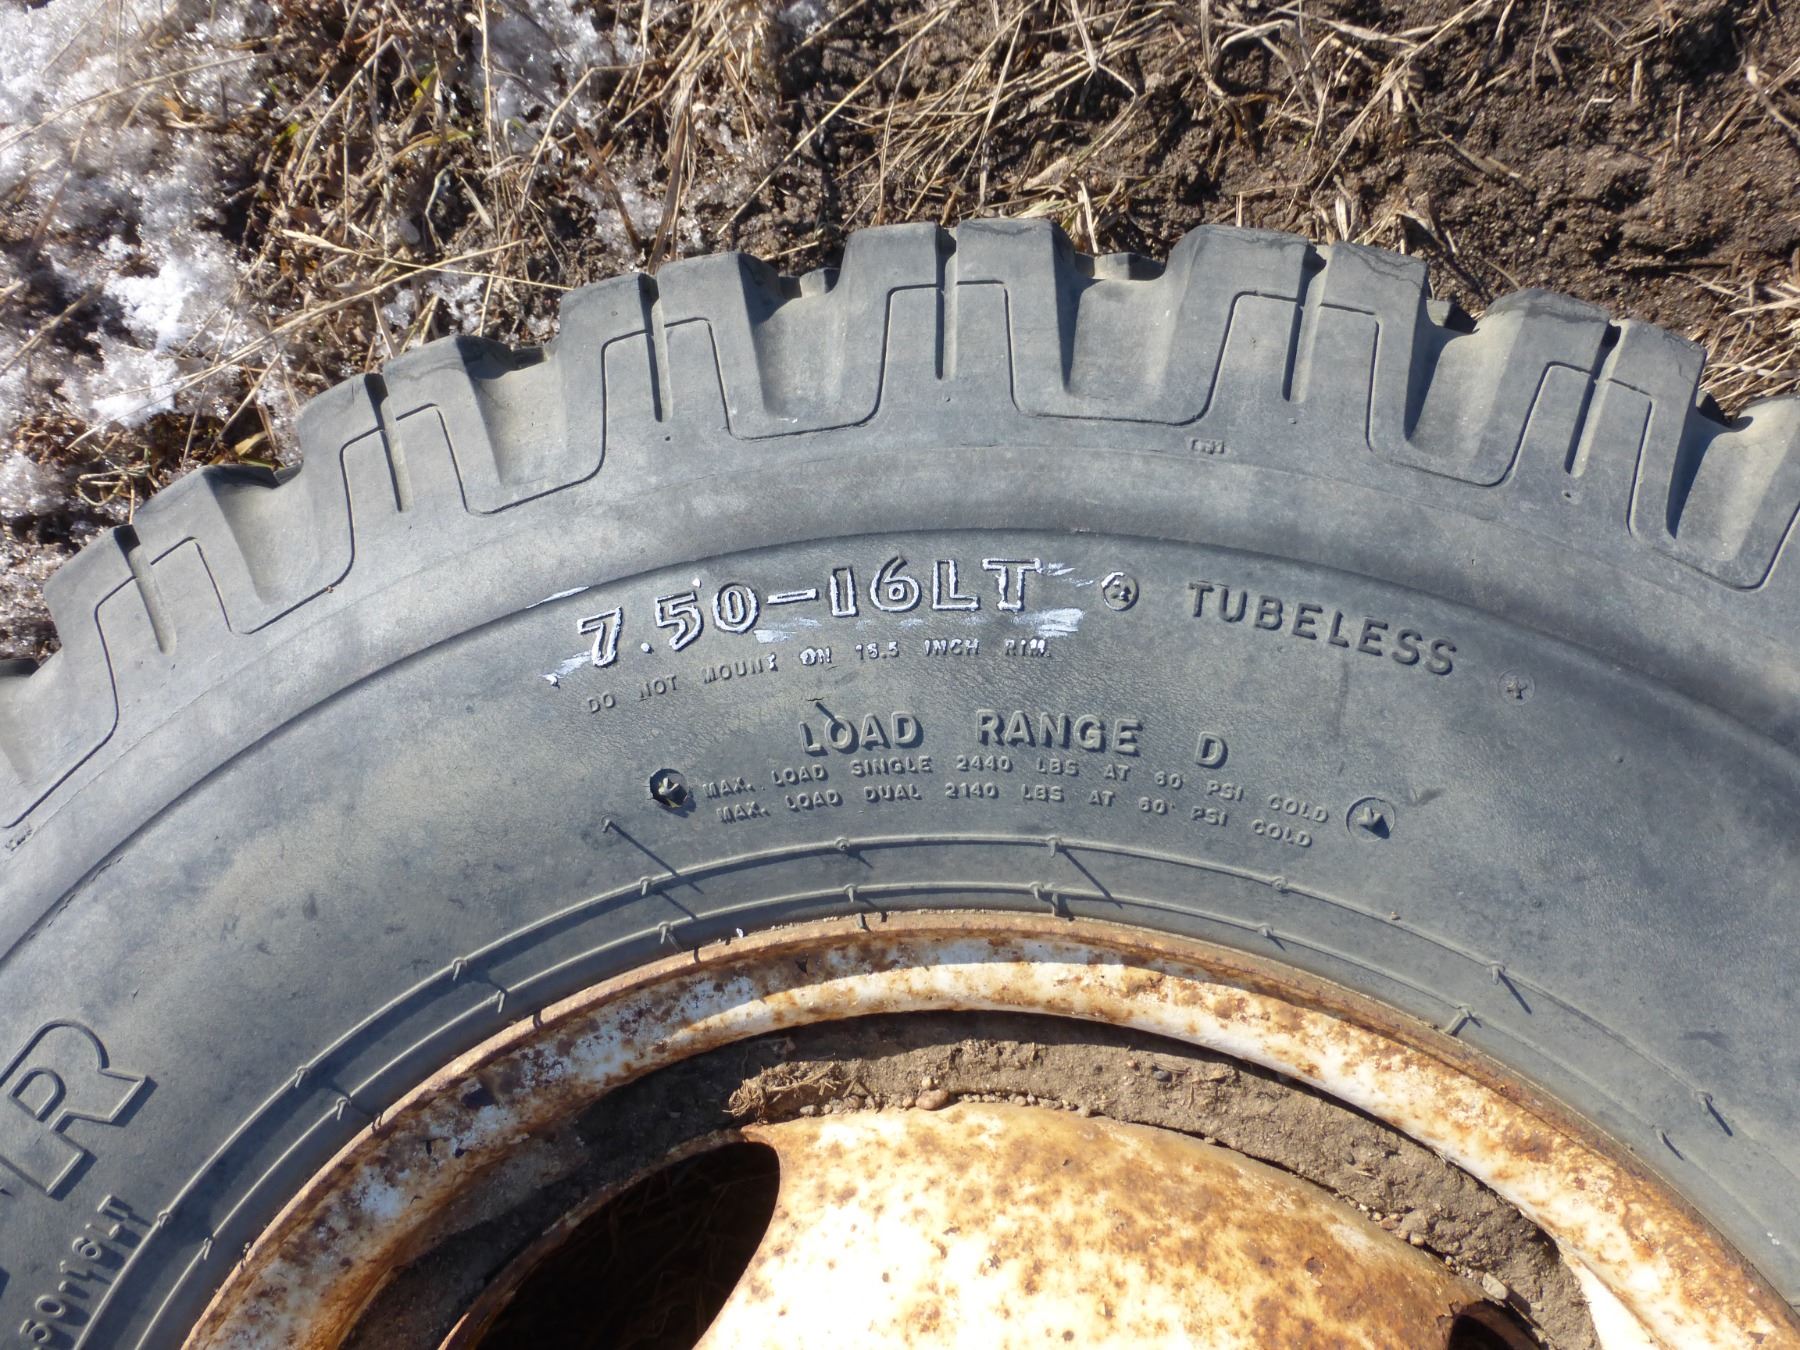 7.50-16LT TUBELESS
DO NOT MOUNT ON 16.5 INCH RIM.
LOAD RANGE D
MAX. LOAD SINGLE 2440 LBS AT 60 PSI COLD
MAX. LOAD DUAL 2140 LBS AT 60 PSI COLD
R